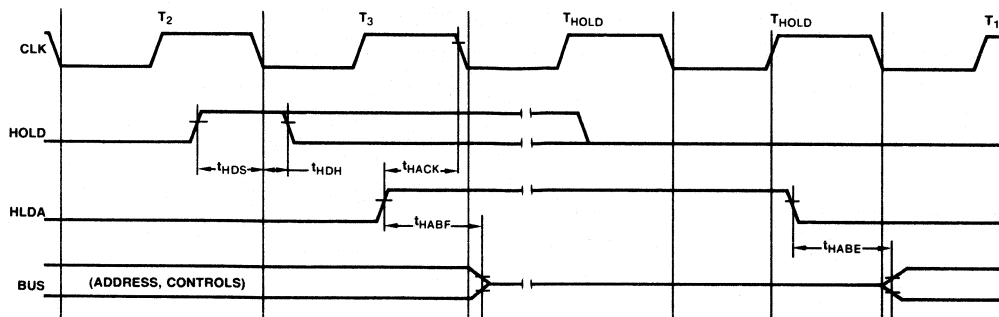 T2 T3 THOLD THOLD T1
CLK
HOLD
tHDS tHDH tHACK
HLDA
tHABF tHABE
BUS (ADDRESS, CONTROLS)